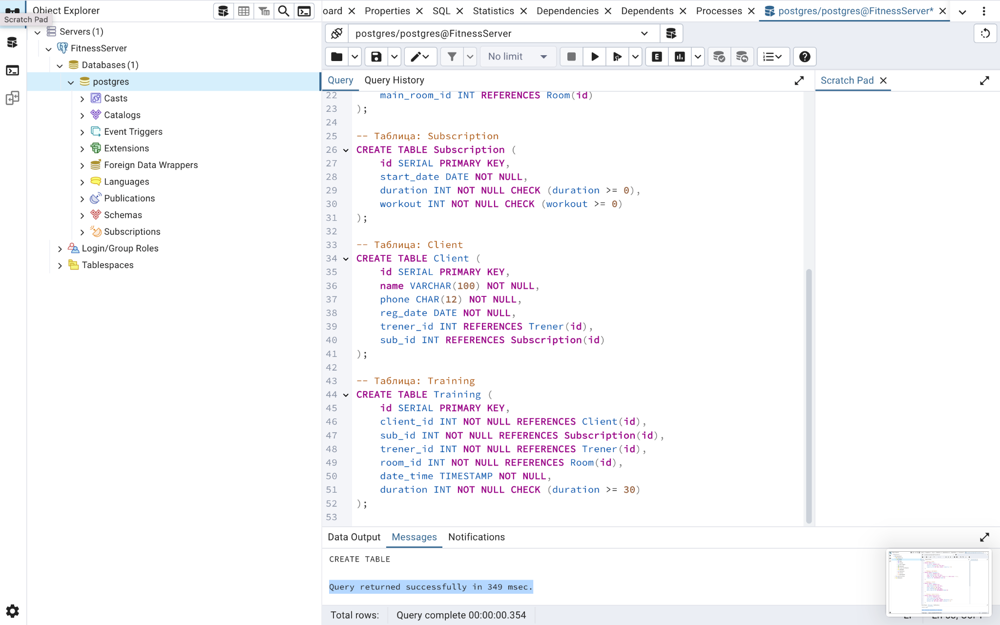 Object Explorer
Scratch Pad
oard Properties SQL Statistics Dependencies Dependents Processes postgres/postgres@FitnessServer*
Servers (1)
FitnessServer
Databases (1)
postgres
Casts
Catalogs
Event Triggers
Extensions
Foreign Data Wrappers
Languages
Publications
Schemas
Subscriptions
Login/Group Roles
Tablespaces
postgres/postgres@FitnessServer
No limit
E
Query Query History
Scratch Pad
22 main_room_id INT REFERENCES Room(id)
23 );
24
25 -- Таблица: Subscription
26 CREATE TABLE Subscription (
27 id SERIAL PRIMARY KEY,
28 start_date DATE NOT NULL,
29 duration INT NOT NULL CHECK (duration >= 0),
30 workout INT NOT NULL CHECK (workout >= 0)
31 );
32
33 -- Таблица: Client
34 CREATE TABLE Client (
35 id SERIAL PRIMARY KEY,
36 name VARCHAR(100) NOT NULL,
37 phone CHAR(12) NOT NULL,
38 reg_date DATE NOT NULL,
39 trener_id INT REFERENCES Trener(id),
40 sub_id INT REFERENCES Subscription(id)
41 );
42
43 -- Таблица: Training
44 CREATE TABLE Training (
45 id SERIAL PRIMARY KEY,
46 client_id INT NOT NULL REFERENCES Client(id),
47 sub_id INT NOT NULL REFERENCES Subscription(id),
48 trener_id INT NOT NULL REFERENCES Trener(id),
49 room_id INT NOT NULL REFERENCES Room(id),
50 date_time TIMESTAMP NOT NULL,
51 duration INT NOT NULL CHECK (duration >= 30)
52 );
53
Data Output Messages Notifications
CREATE TABLE
Query returned successfully in 349 msec.
Total rows: Query complete 00:00:00.354